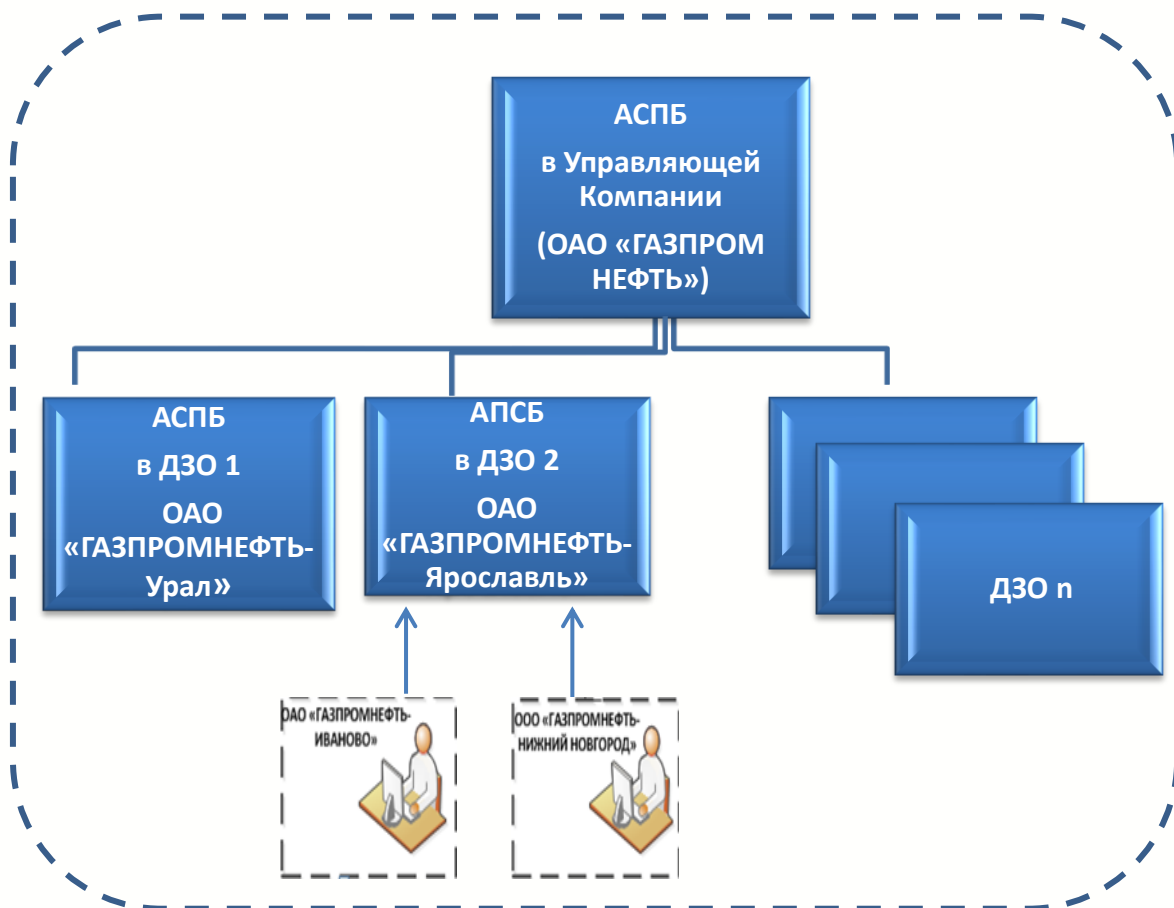 АСПБ
в Управляющей
Компании
(ОАО «ГАЗПРОМ
НЕФТЬ»)
АСПБ
в ДЗО 1
ОАО
«ГАЗПРОМНЕФТЬ-
Урал»
АПСБ
в ДЗО 2
ОАО
«ГАЗПРОМНЕФТЬ-
Ярославль»
ДЗО n
ОАО «ГАЗПРОМНЕФТЬ-
ИВАНОВО»
ООО «ГАЗПРОМНЕФТЬ-
НИЖНИЙ НОВГОРОД»